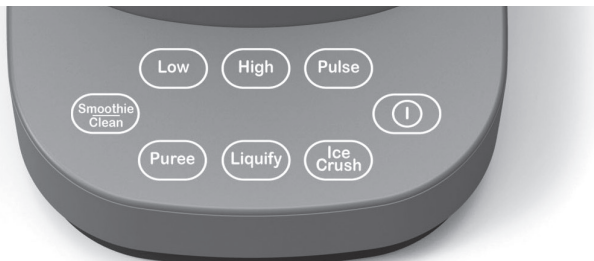 Low
High
Pulse
Smoothie
Clean
Puree
Liquify
Ice
Crush